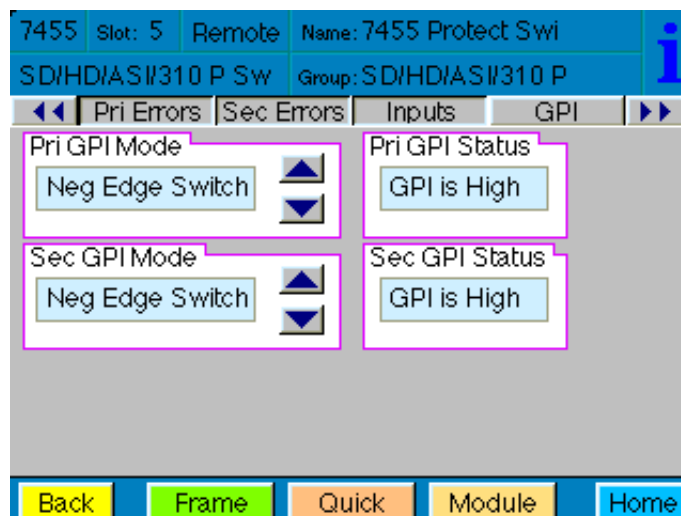 7455 Slot: 5 Remote Name: 7455 Protect Swi
SD/HD/ASI/310 P Sw Group: SD/HD/ASI/310 P
i
Pri Errors Sec Errors Inputs GPI
Pri GPI Mode Pri GPI Status
Neg Edge Switch GPI is High
Sec GPI Mode Sec GPI Status
Neg Edge Switch GPI is High
Back Frame Quick Module Home